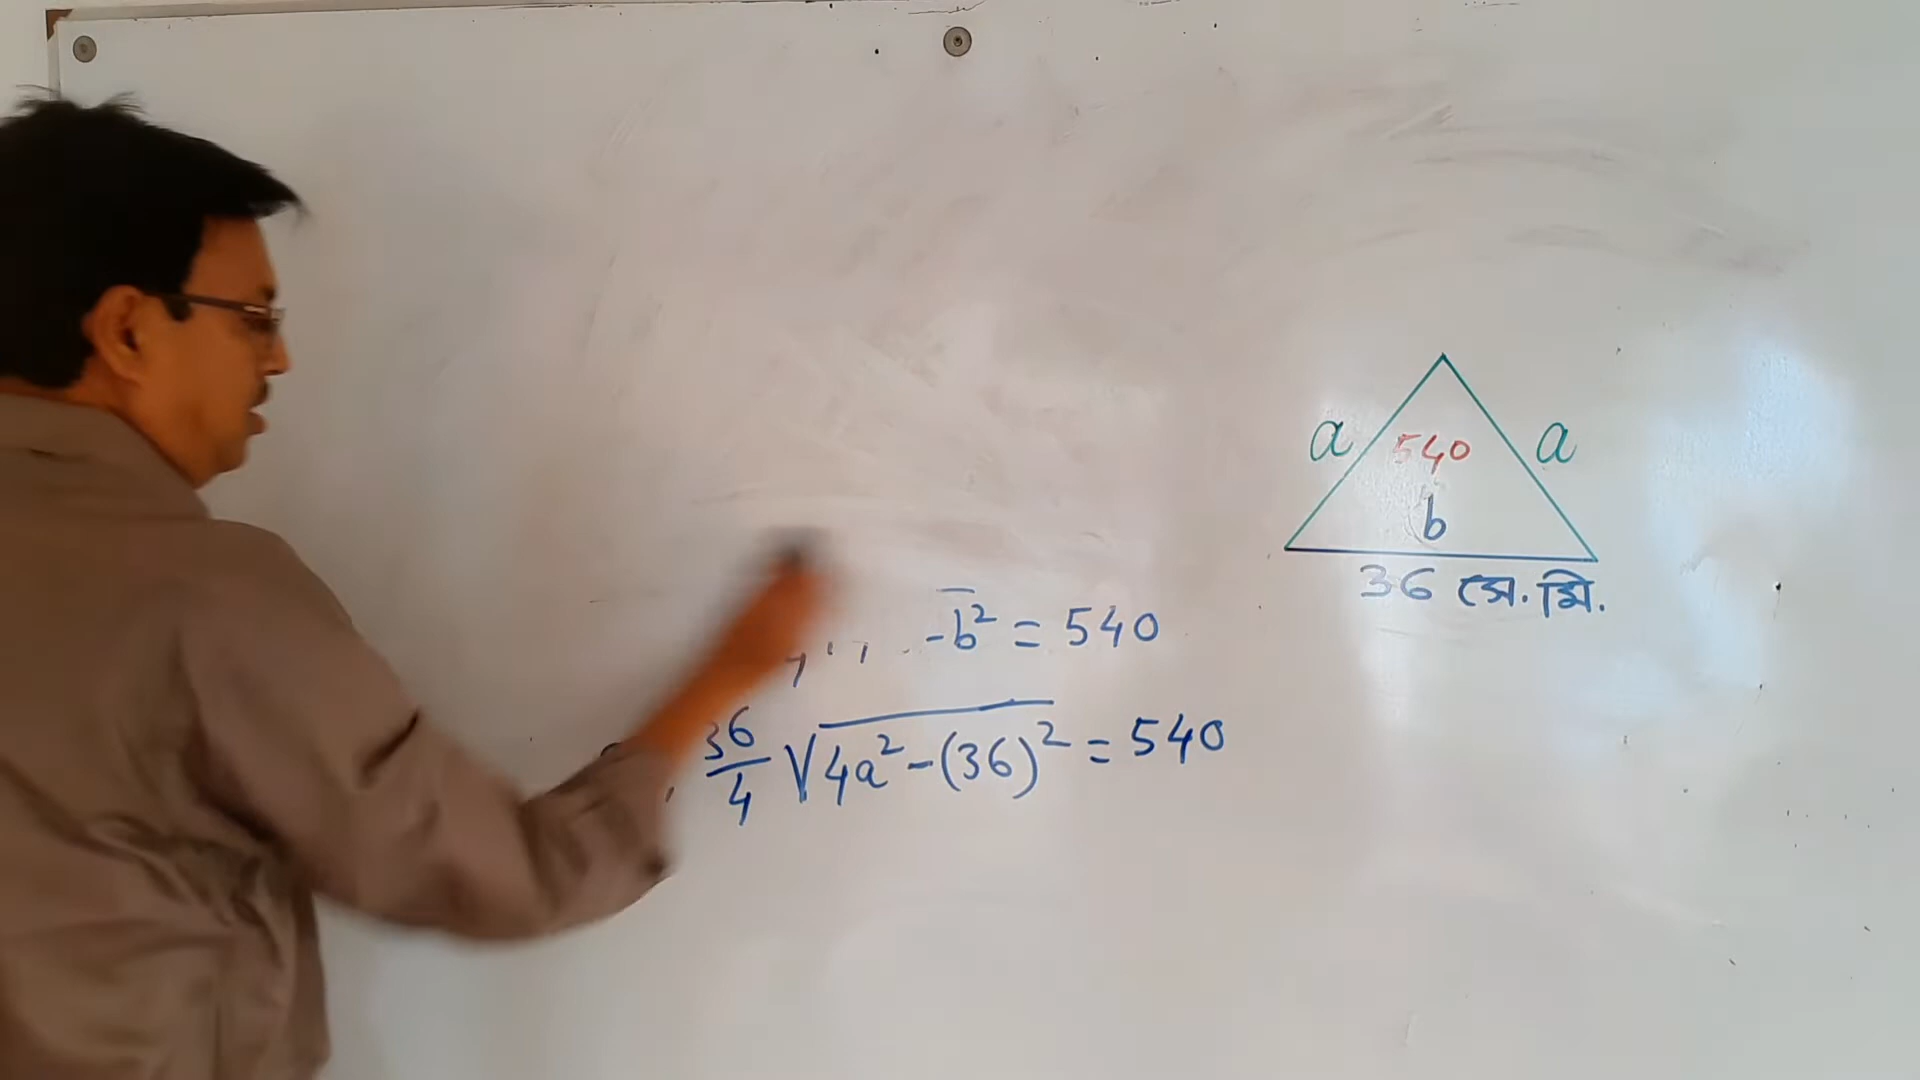 a 540 a
b
36 সে. মি.
-b² = 540
36/4 √4a² - (36)² = 540